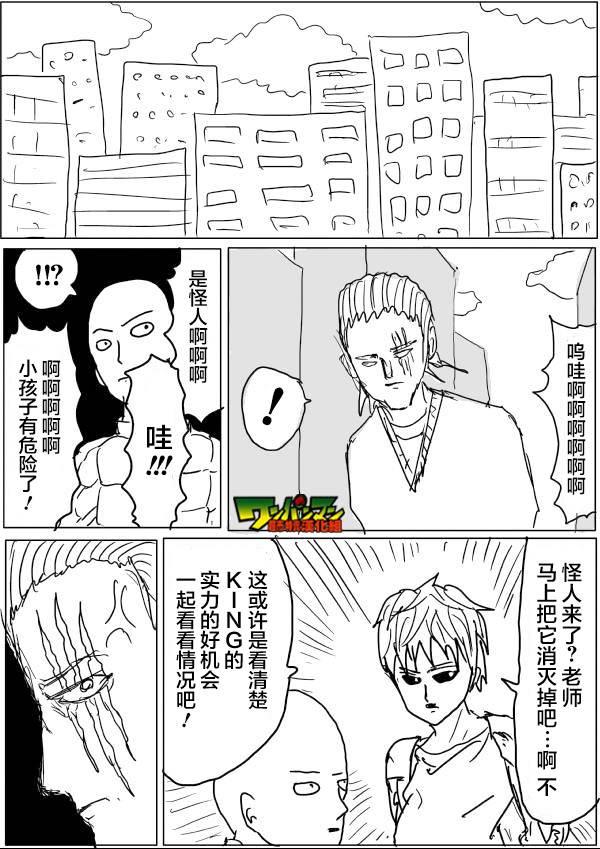 呜哇啊啊啊啊啊
！
是怪人啊啊啊
!!?
哇!!!
啊啊啊啊啊
小孩子有危险了！
ワンパンマン
怪人来了？老师
马上把它消灭掉吧…啊 不
这或许是看清楚
KING的
实力的好机会
一起看看情况吧！